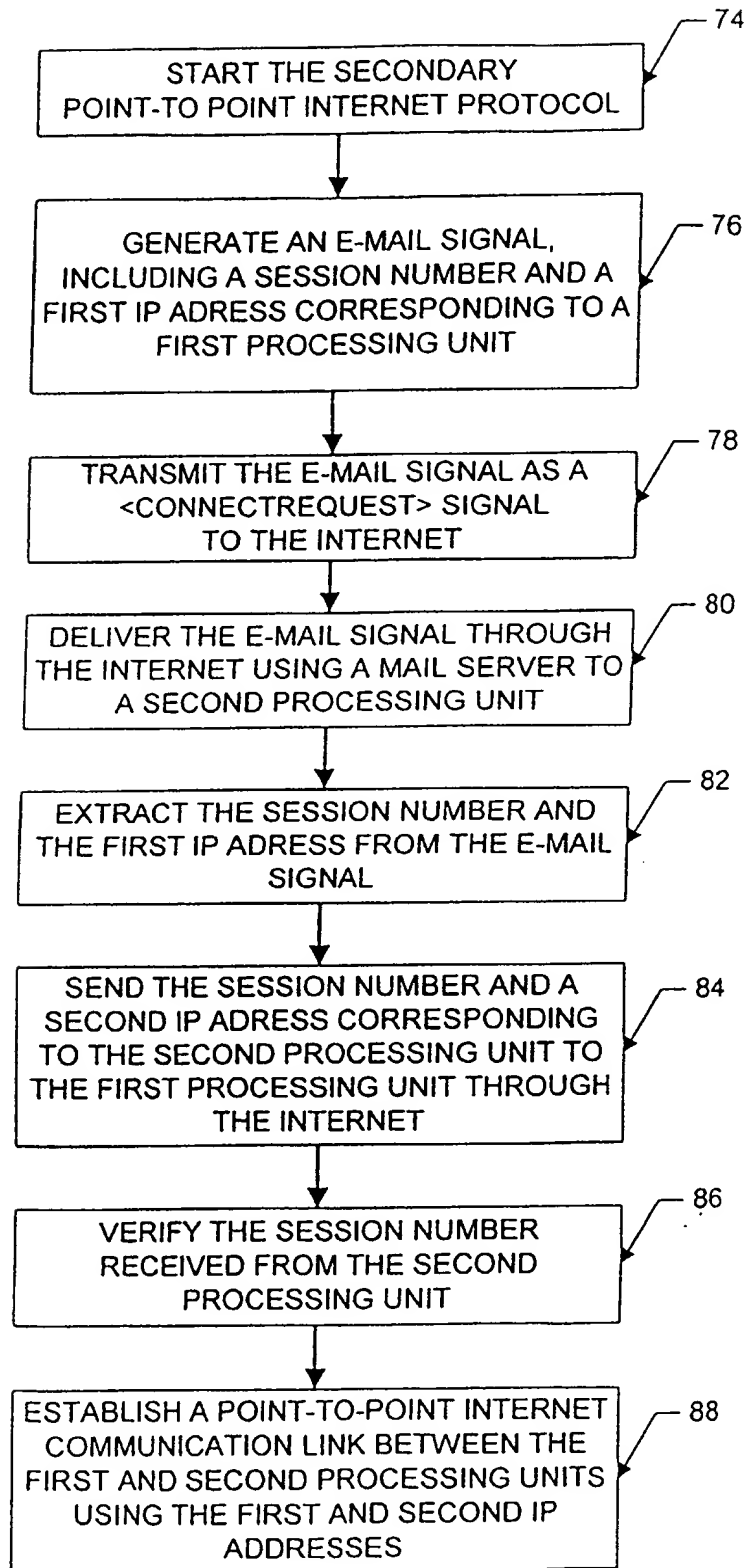 74
START THE SECONDARY
POINT-TO POINT INTERNET PROTOCOL
76
GENERATE AN E-MAIL SIGNAL,
INCLUDING A SESSION NUMBER AND A
FIRST IP ADRESS CORRESPONDING TO A
FIRST PROCESSING UNIT
78
TRANSMIT THE E-MAIL SIGNAL AS A
<CONNECTREQUEST> SIGNAL
TO THE INTERNET
80
DELIVER THE E-MAIL SIGNAL THROUGH
THE INTERNET USING A MAIL SERVER TO
A SECOND PROCESSING UNIT
82
EXTRACT THE SESSION NUMBER AND
THE FIRST IP ADRESS FROM THE E-MAIL
SIGNAL
84
SEND THE SESSION NUMBER AND A
SECOND IP ADRESS CORRESPONDING
TO THE SECOND PROCESSING UNIT TO
THE FIRST PROCESSING UNIT THROUGH
THE INTERNET
86
VERIFY THE SESSION NUMBER
RECEIVED FROM THE SECOND
PROCESSING UNIT
88
ESTABLISH A POINT-TO-POINT INTERNET
COMMUNICATION LINK BETWEEN THE
FIRST AND SECOND PROCESSING UNITS
USING THE FIRST AND SECOND IP
ADDRESSES